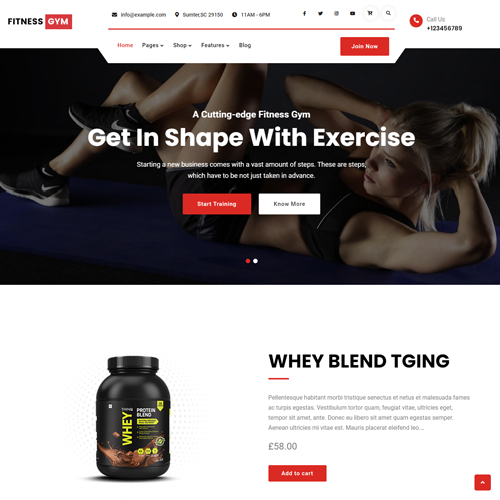 FITNESS GYM
info@example.com
Sumter,SC 29150
11AM - 6PM
Call Us
+123456789
Home
Pages
Shop
Features
Blog
Join Now
A Cutting-edge Fitness Gym
Get In Shape With Exercise
Starting a new business comes with a vast amount of steps. These are steps,
which have to be not just taken in advance.
Start Training
Know More
WHEY BLEND TGING
Pellentesque habitant morbi tristique senectus et netus et malesuada fames
ac turpis egestas. Vestibulum tortor quam, feugiat vitae, ultricies eget,
tempor sit amet, ante. Donec eu libero sit amet quam egestas semper.
Aenean ultricies mi vitae est. Mauris placerat eleifend leo....
£58.00
Add to cart
WHEY
PROTEIN
BLEND